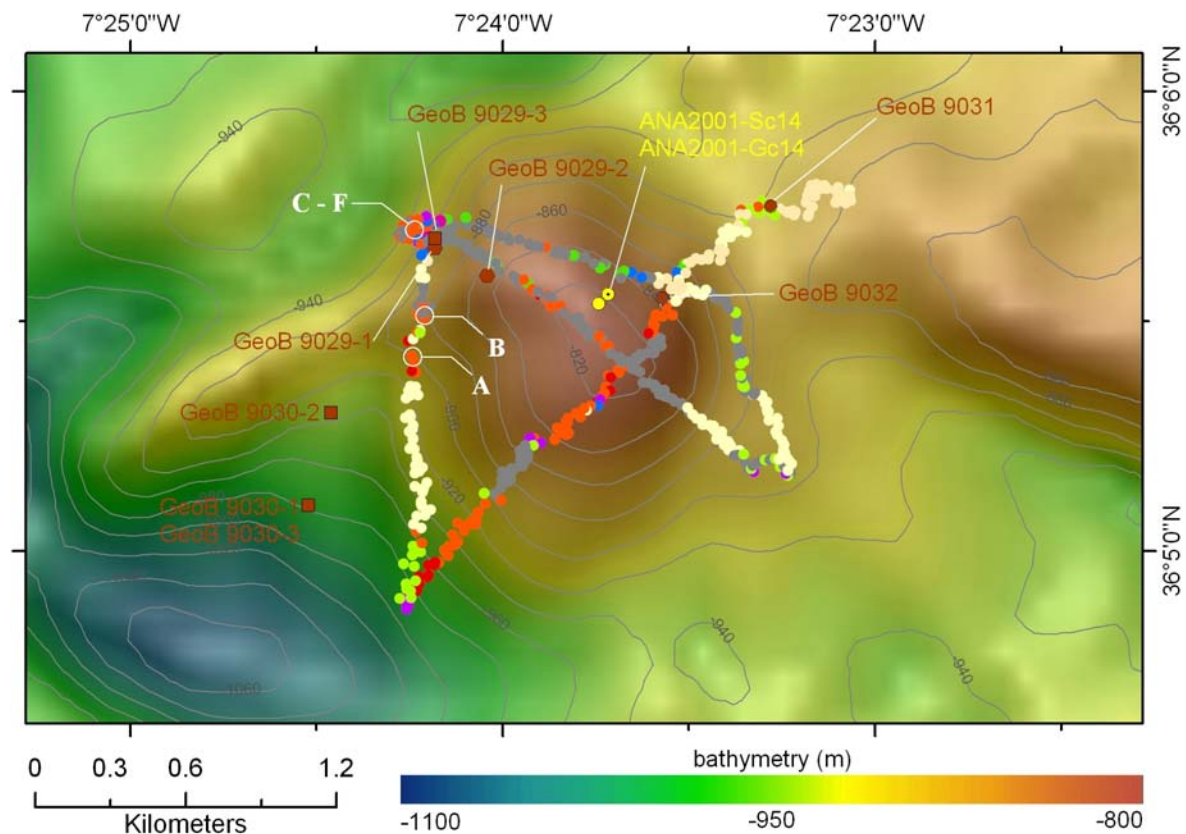 7°25'0"W
7°24'0"W
7°23'0"W
36°6'0"N
36°5'0"N
-940
GeoB 9029-3
ANA2001-Sc14
ANA2001-Gc14
GeoB 9031
GeoB 9029-2
C - F
-880
-860
-940
GeoB 9032
GeoB 9029-1
B
A
-820
GeoB 9030-2
-900
-920
GeoB 9030-1
GeoB 9030-3
-940
-940
-1060
0 0.3 0.6 1.2
Kilometers
bathymetry (m)
-1100 -950 -800